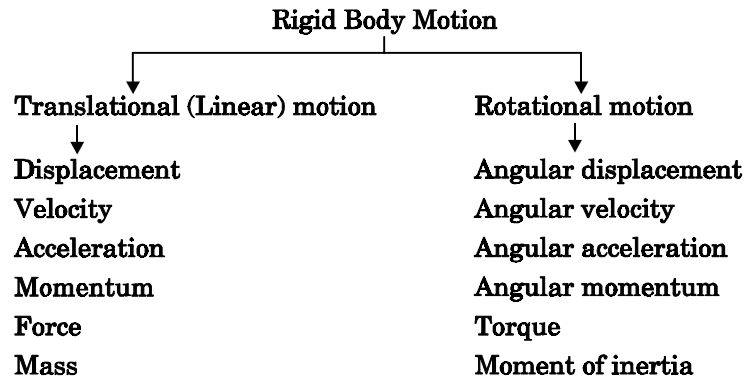 Rigid Body Motion
Translational (Linear) motion
Displacement
Velocity
Acceleration
Momentum
Force
Mass
Rotational motion
Angular displacement
Angular velocity
Angular acceleration
Angular momentum
Torque
Moment of inertia